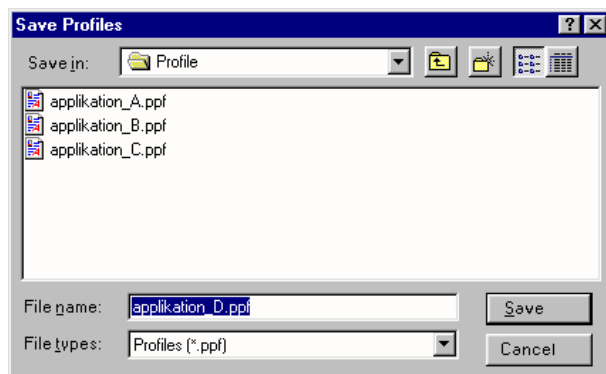 Save Profiles
Save in: Profile
applikation_A.ppf
applikation_B.ppf
applikation_C.ppf
File name: applikation_D.ppf Save
File types: Profiles (*.ppf) Cancel